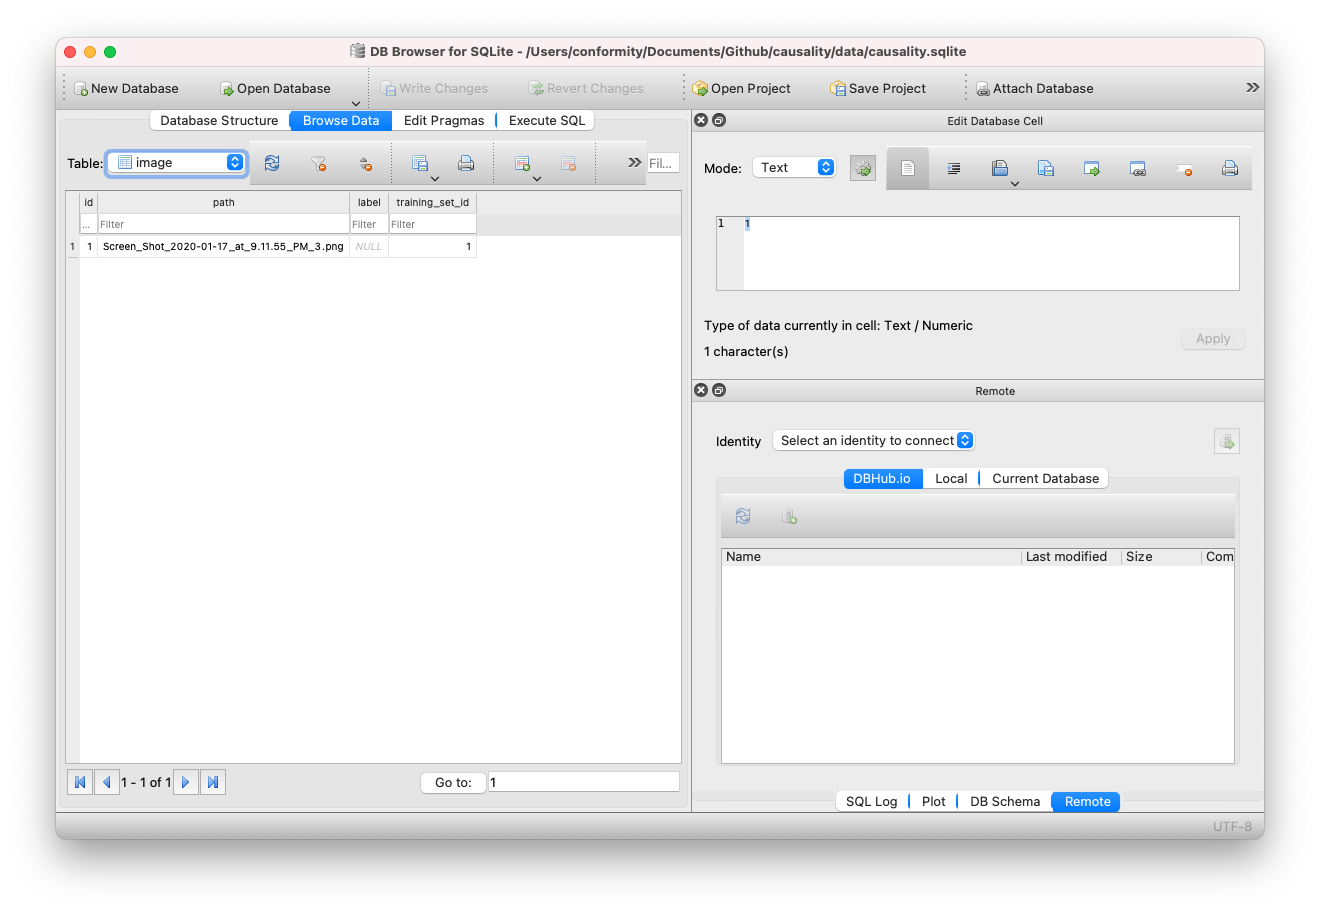 DB Browser for SQLite - /Users/conformity/Documents/Github/causality/data/causality.sqlite
New Database
Open Database
Write Changes
Revert Changes
Open Project
Save Project
Attach Database
Database Structure
Browse Data
Edit Pragmas
Execute SQL
Table:
image
Fil...
id path label training_set_id
... Filter Filter Filter
1 1 Screen_Shot_2020-01-17_at_9.11.55_PM_3.png NULL 1
1 - 1 of 1
Go to:
1
Edit Database Cell
Mode:
Text
1 1
Type of data currently in cell: Text / Numeric
1 character(s)
Apply
Remote
Identity
Select an identity to connect
DBHub.io
Local
Current Database
Name Last modified Size Com
SQL Log
Plot
DB Schema
Remote
UTF-8